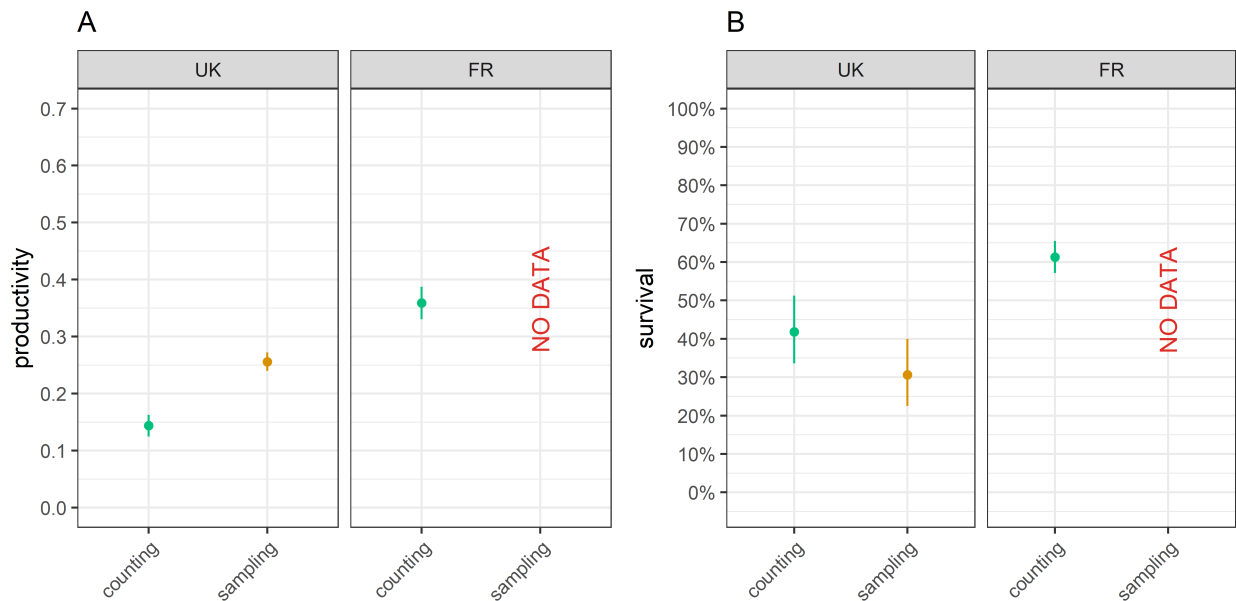 A
UK
FR
0.7
0.6
0.5
0.4
0.3
0.2
0.1
0.0
productivity
NO DATA
counting
sampling
counting
sampling
B
UK
FR
100%
90%
80%
70%
60%
50%
40%
30%
20%
10%
0%
survival
NO DATA
counting
sampling
counting
sampling